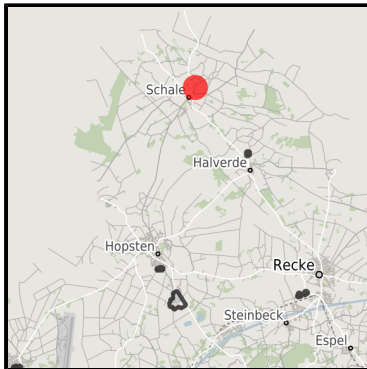 Schale
Halverde
Hopsten
Recke
Steinbeck
Espel